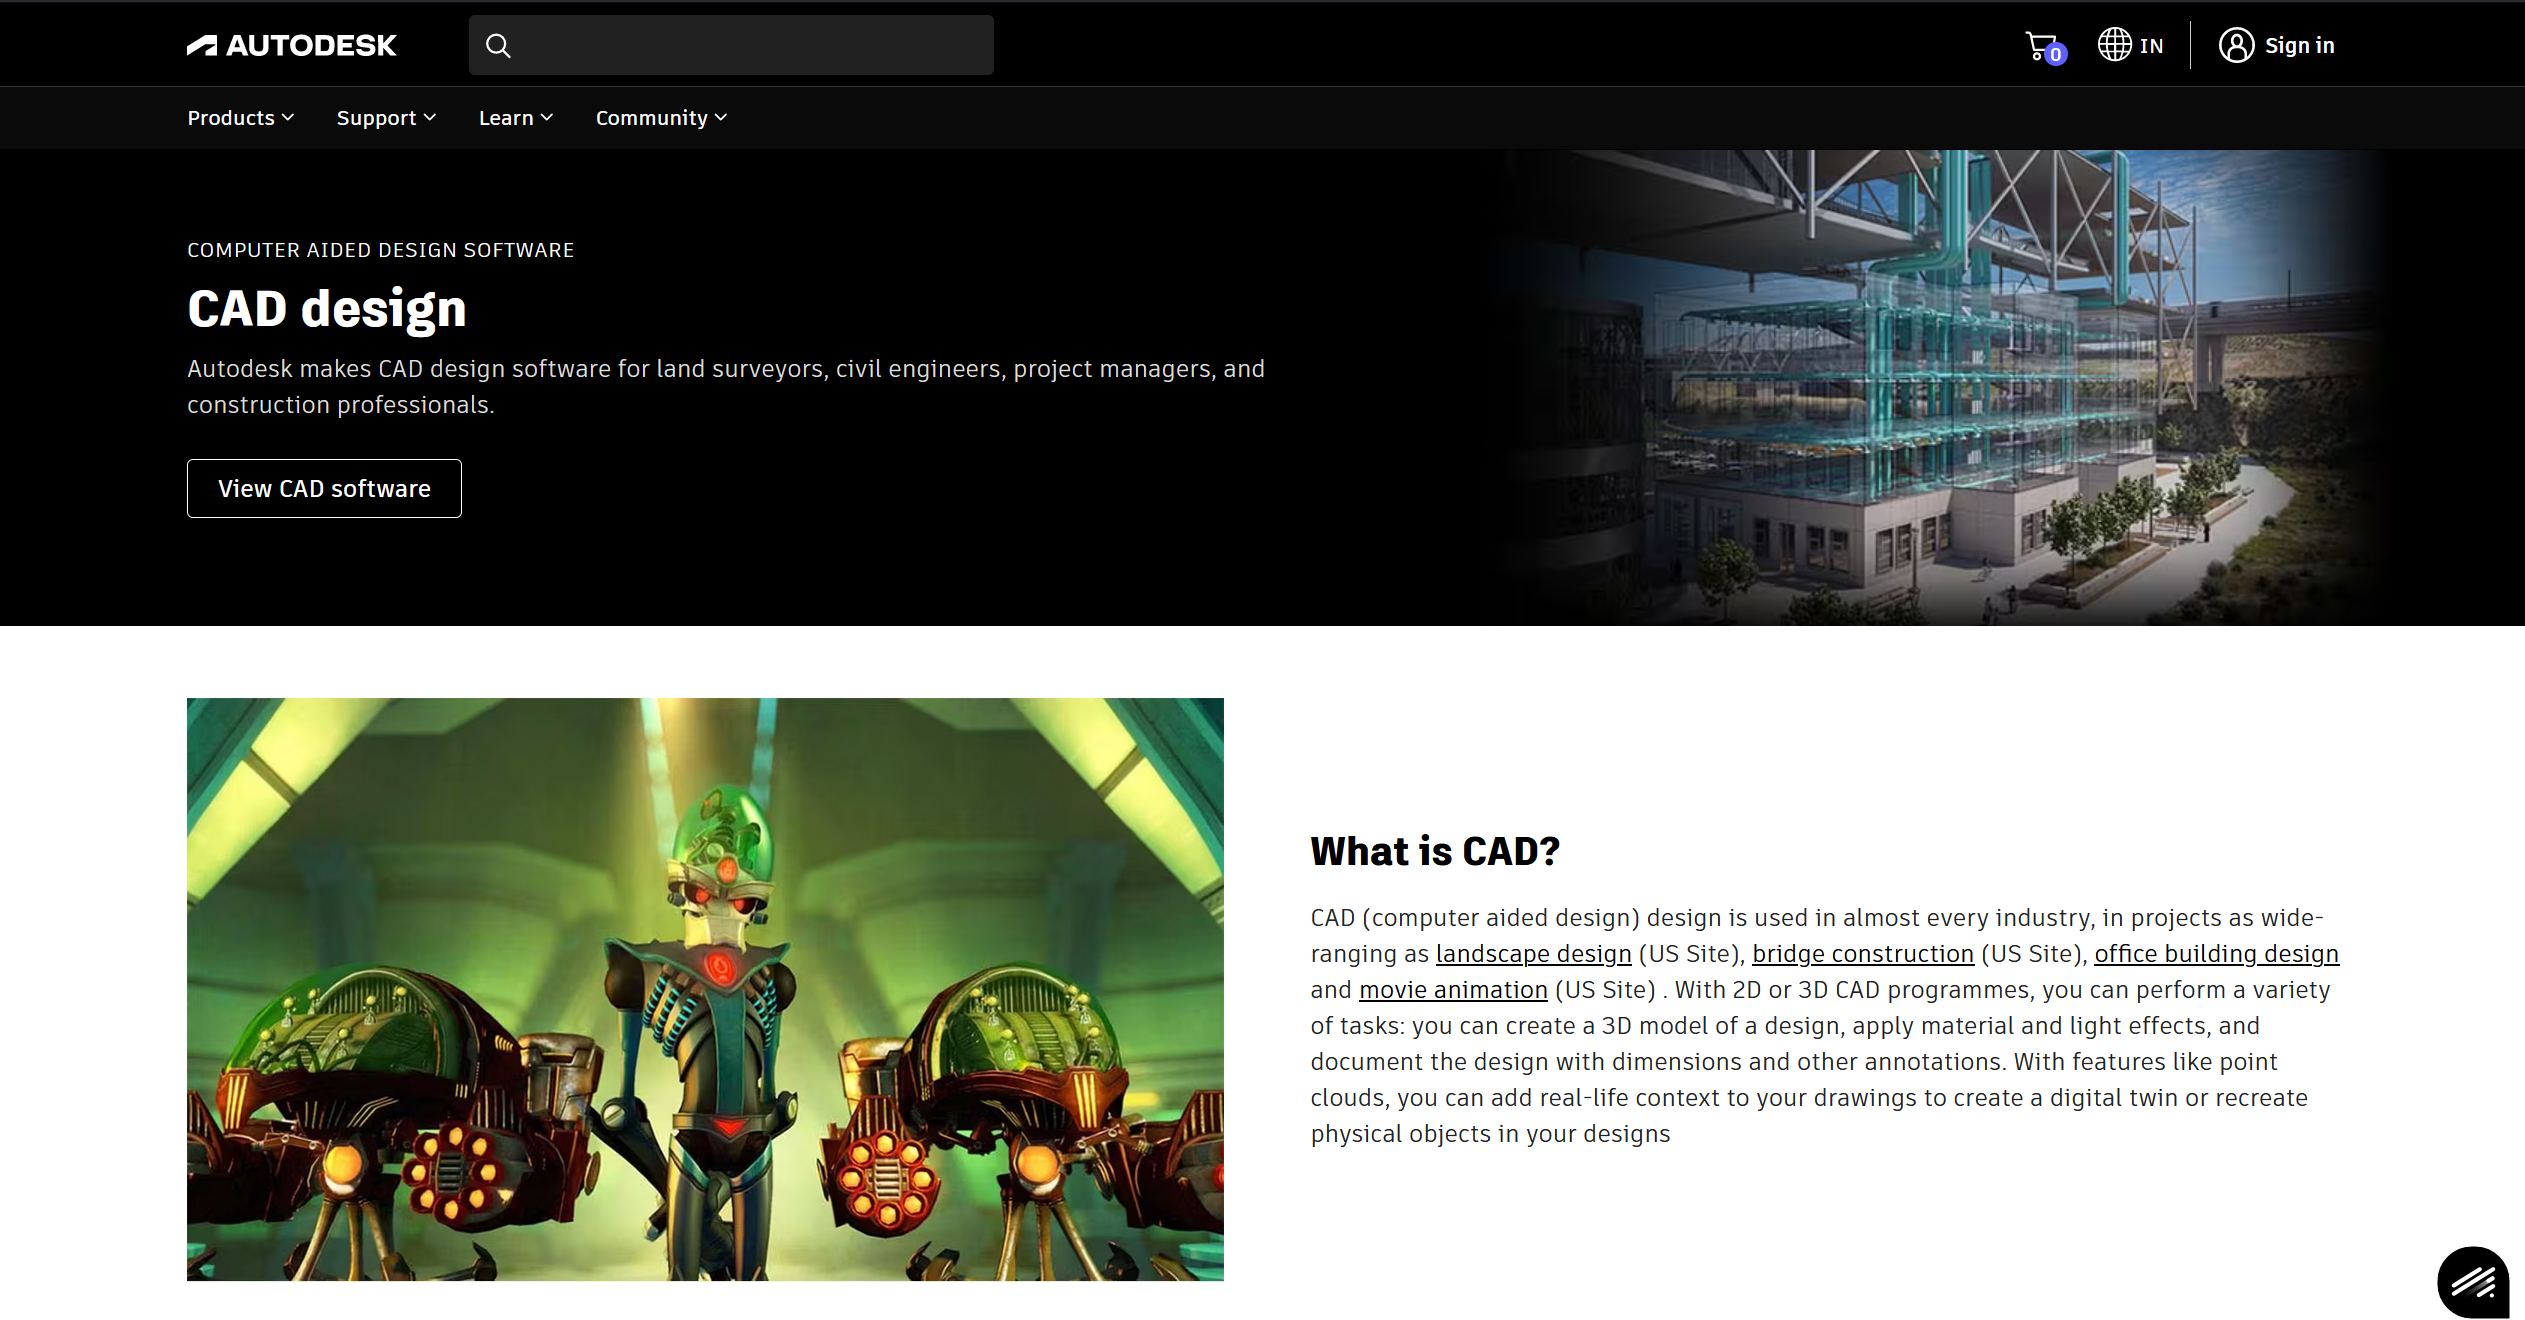 AUTODESK
0
IN
Sign in
Products
Support
Learn
Community
COMPUTER AIDED DESIGN SOFTWARE
CAD design
Autodesk makes CAD design software for land surveyors, civil engineers, project managers, and
construction professionals.
View CAD software
What is CAD?
CAD (computer aided design) design is used in almost every industry, in projects as wide-
ranging as landscape design (US Site), bridge construction (US Site), office building design
and movie animation (US Site) . With 2D or 3D CAD programmes, you can perform a variety
of tasks: you can create a 3D model of a design, apply material and light effects, and
document the design with dimensions and other annotations. With features like point
clouds, you can add real-life context to your drawings to create a digital twin or recreate
physical objects in your designs